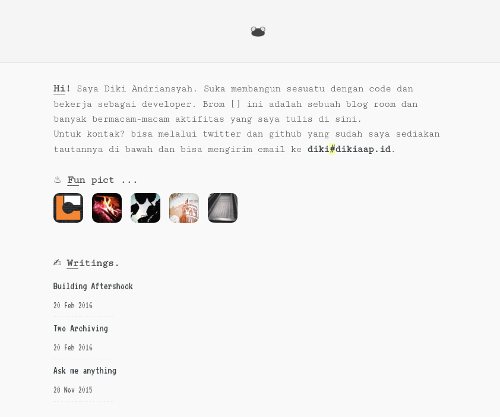 Hi! Saya Diki Andriansyah. Suka membangun sesuatu dengan code dan
bekerja sebagai developer. Brom [] ini adalah sebuah blog room dan
banyak bermacam-macam aktifitas yang saya tulis di sini.
Untuk kontak? bisa melalui twitter dan github yang sudah saya sediakan
tautannya di bawah dan bisa mengirim email ke diki#dikiaap.id.
♨ Fun pict ...
✍ Writings.
Building Aftershock
20 Feb 2016
Two Archiving
20 Feb 2016
Ask me anything
20 Nov 2015